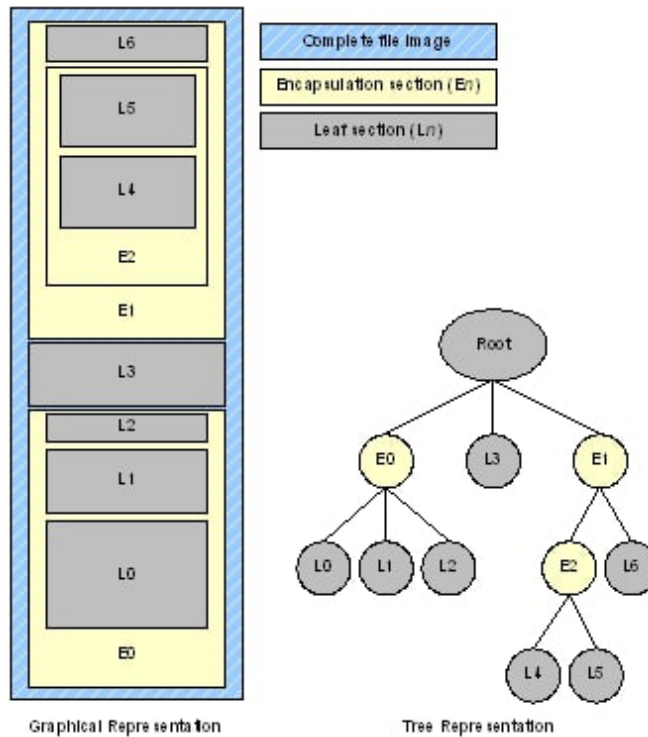 L6
L5
L4
E2
E1
L3
L2
L1
L0
E0
Graphical Representation
Complete file image
Encapsulation section (En)
Leaf section (Ln)
Root
E0 L3 E1
L0 L1 L2 E2 L6
L4 L5
Tree Representation